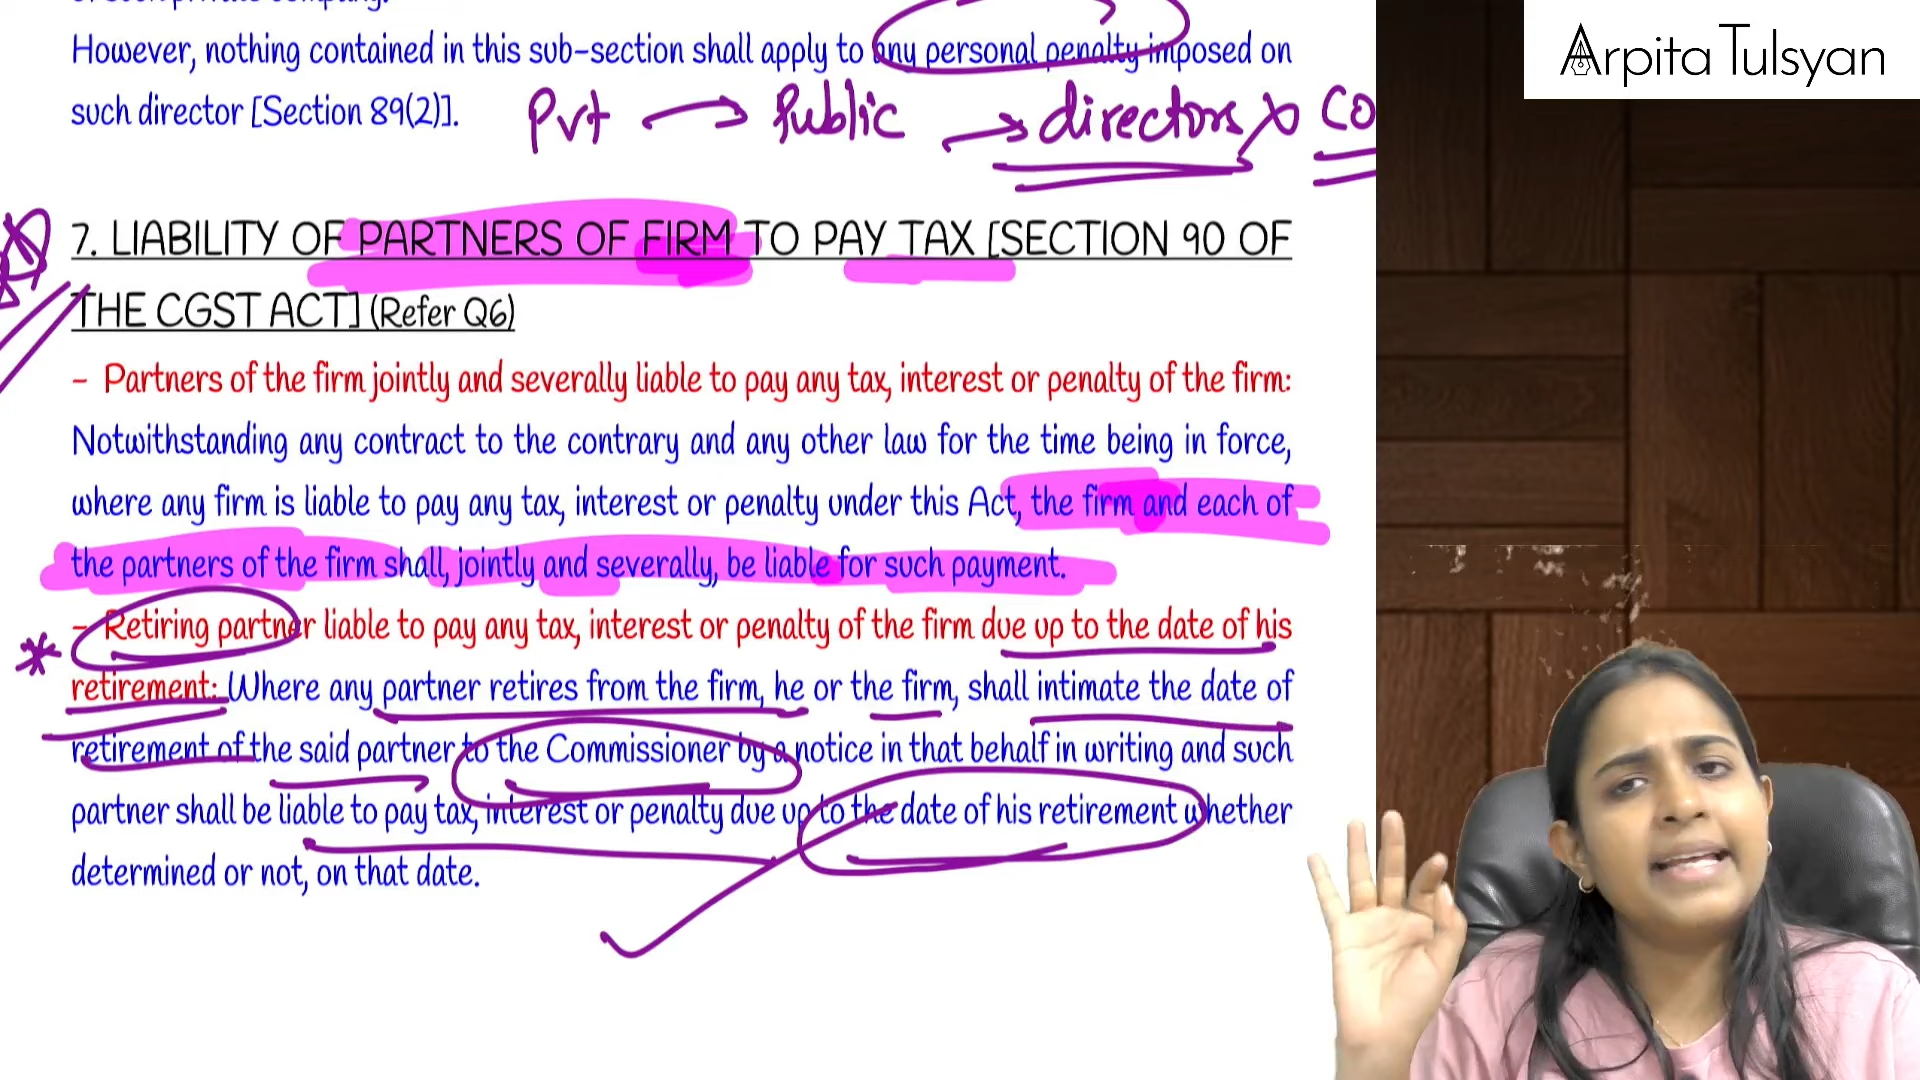 Arpita Tulsyan
However, nothing contained in this sub-section shall apply to any personal penalty imposed on
such director [Section 89(2)].
Pvt → Public → directors x Co
7. LIABILITY OF PARTNERS OF FIRM TO PAY TAX [SECTION 90 OF
THE CGST ACT] (Refer Q6)
- Partners of the firm jointly and severally liable to pay any tax, interest or penalty of the firm:
Notwithstanding any contract to the contrary and any other law for the time being in force,
where any firm is liable to pay any tax, interest or penalty under this Act, the firm and each of
the partners of the firm shall, jointly and severally, be liable for such payment.
- Retiring partner liable to pay any tax, interest or penalty of the firm due up to the date of his
retirement: Where any partner retires from the firm, he or the firm, shall intimate the date of
retirement of the said partner to the Commissioner by a notice in that behalf in writing and such
partner shall be liable to pay tax, interest or penalty due up to the date of his retirement whether
determined or not, on that date.